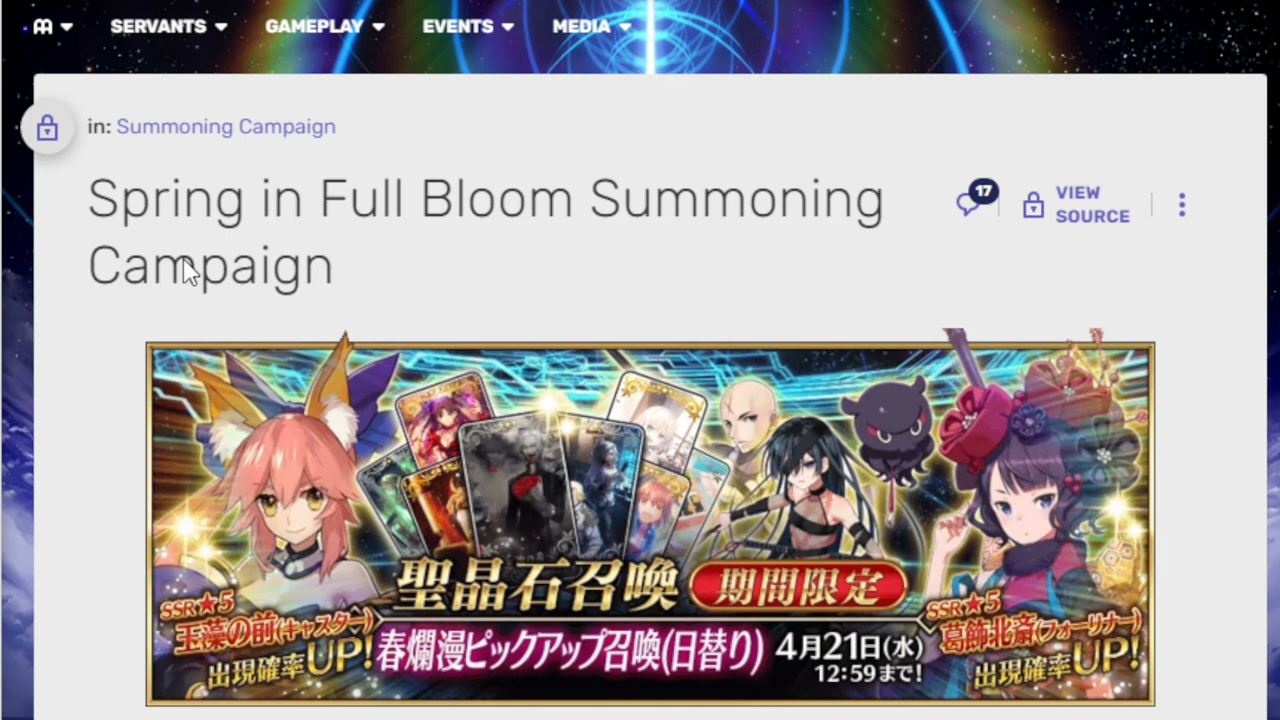 SERVANTS GAMEPLAY EVENTS MEDIA
in: Summoning Campaign
Spring in Full Bloom Summoning
Campaign
17
VIEW
SOURCE
聖晶石召喚 期間限定
SSR★5
玉藻の前(キャスター)
出現確率UP!
春爛漫ピックアップ召喚(日替り)
4月21日(水)
12:59まで!
SSR★5
葛飾北斎(フォーリナー)
出現確率UP!